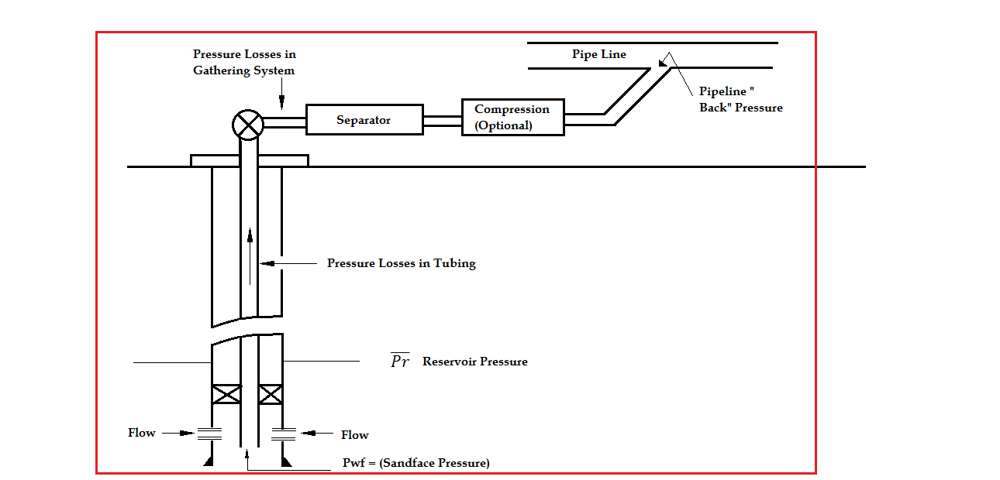 Pressure Losses in
Gathering System
Pipe Line
Pipeline "
Back" Pressure
Separator
Compression
(Optional)
Pressure Losses in Tubing
P̅r̅ Reservoir Pressure
Flow
Flow
Pwf = (Sandface Pressure)